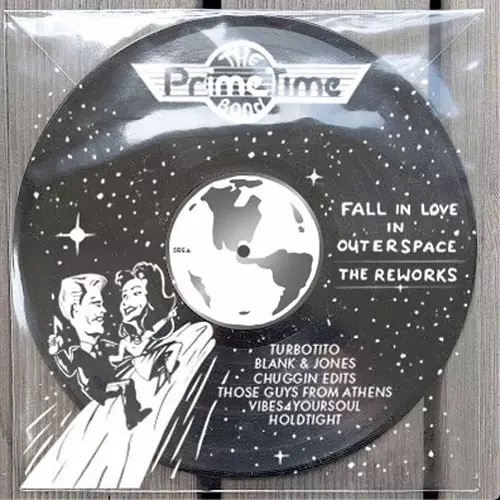 THE
Prime Time
Band
FALL IN LOVE
IN
OUTERSPACE
THE REWORKS
TURBOTITO
BLANK & JONES
CHUGGIN EDITS
THOSE GUYS FROM ATHENS
VIBES4YOURSOUL
HOLDTIGHT